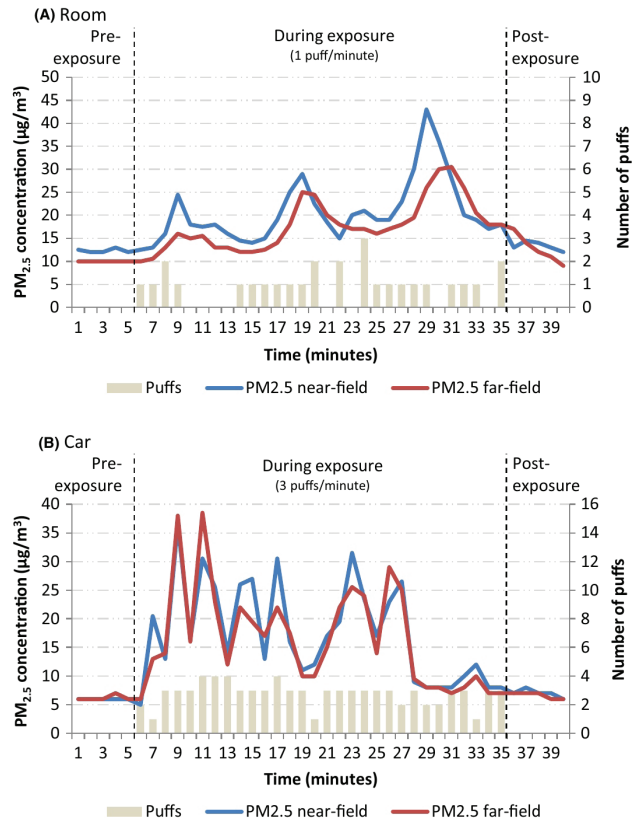 (A) Room
Pre-
exposure
During exposure
(1 puff/minute)
Post-
exposure
PM2.5 concentration (µg/m³)
50
45
40
35
30
25
20
15
10
5
0
10
9
8
7
6
5
4
3
2
1
0
Number of puffs
1 3 5 7 9 11 13 15 17 19 21 23 25 27 29 31 33 35 37 39
Time (minutes)
Puffs PM2.5 near-field PM2.5 far-field
(B) Car
Pre-
exposure
During exposure
(3 puffs/minute)
Post-
exposure
PM2.5 concentration (µg/m³)
40
35
30
25
20
15
10
5
0
16
14
12
10
8
6
4
2
0
Number of puffs
1 3 5 7 9 11 13 15 17 19 21 23 25 27 29 31 33 35 37 39
Time (minutes)
Puffs PM2.5 near-field PM2.5 far-field